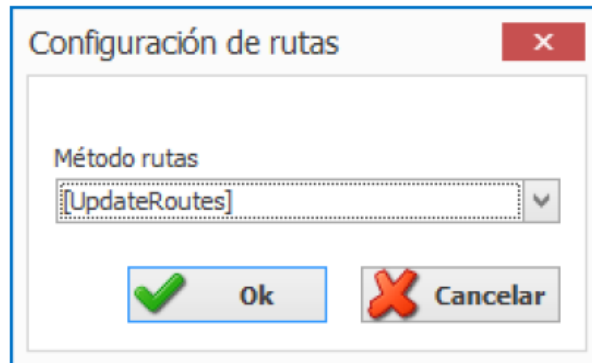 Configuración de rutas
Método rutas
[UpdateRoutes]
Ok
Cancelar